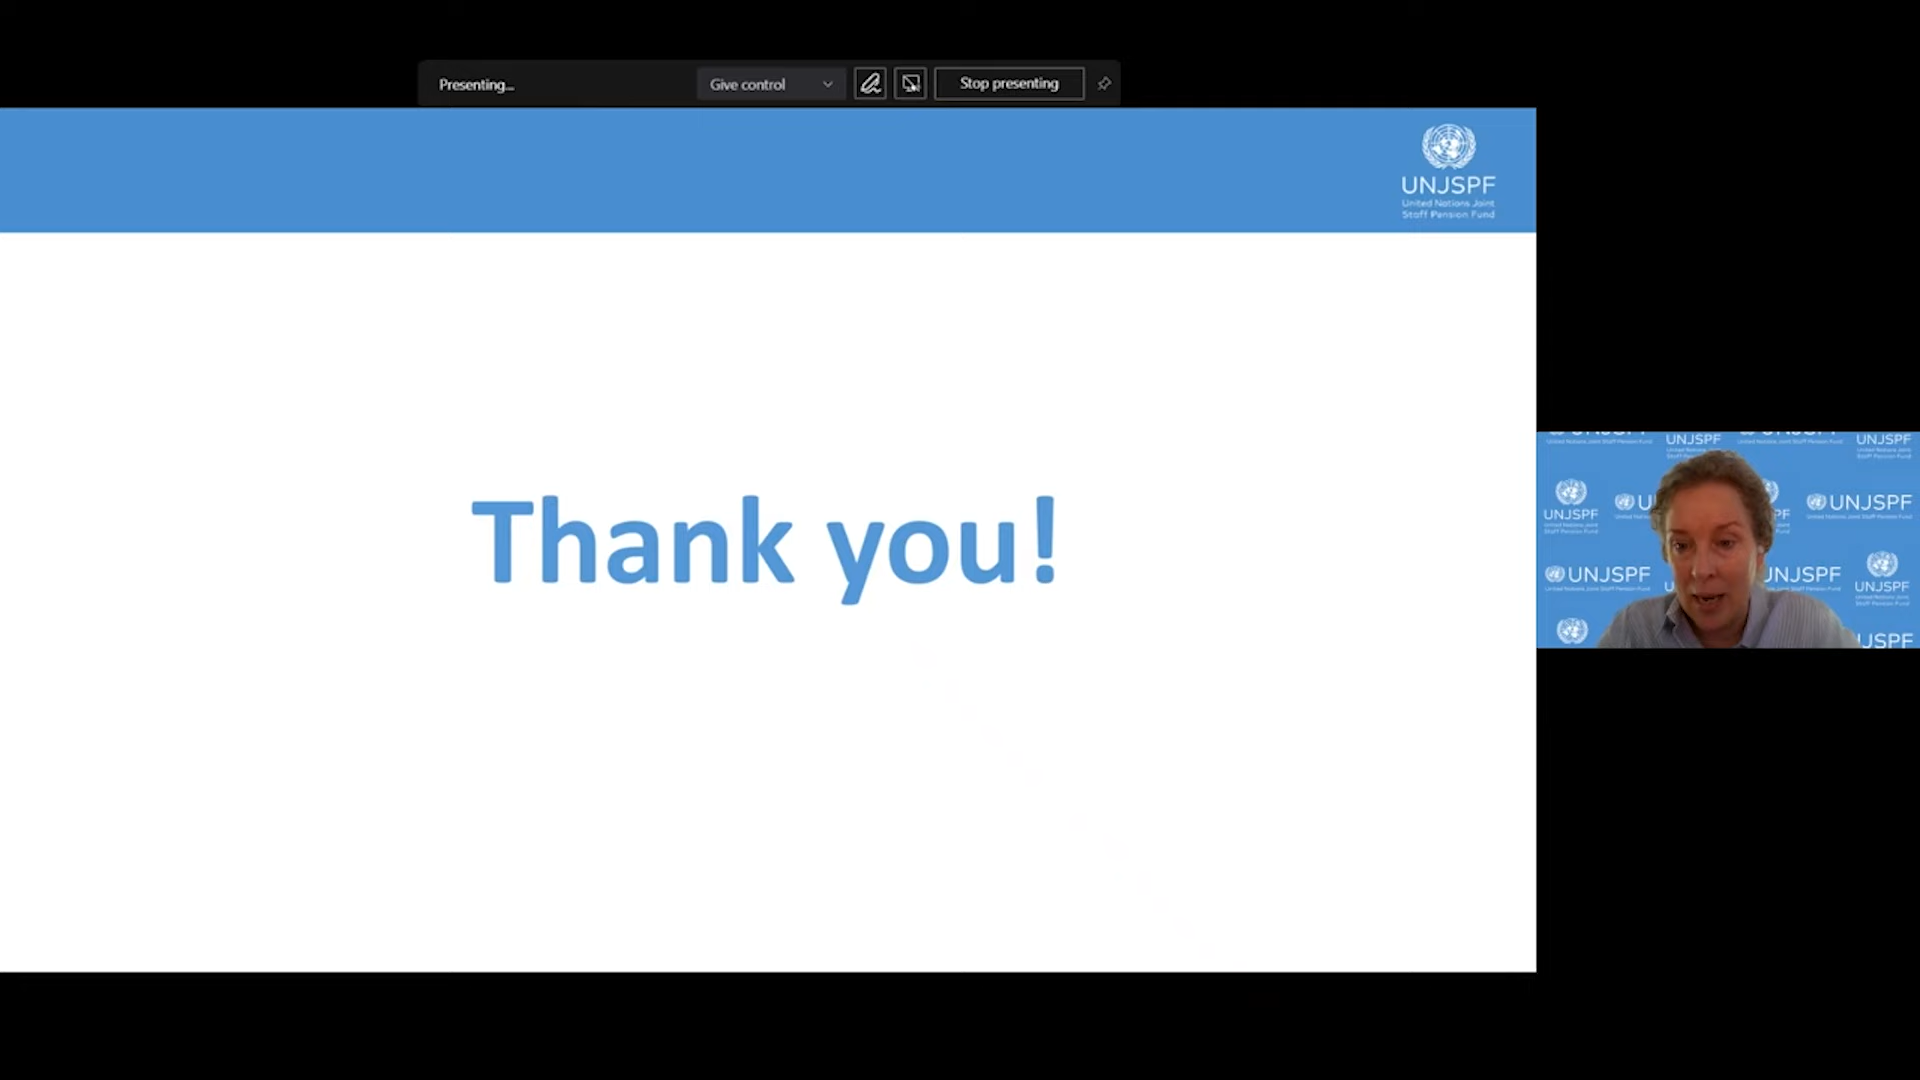 Presenting...
Give control
Stop presenting
UNJSPF
United Nations Joint
Staff Pension Fund
Thank you!
UNJSPF
UNJSPF
UNJSPF
UNJSPF
UNJSPF
UNJSPF
UNJSPF